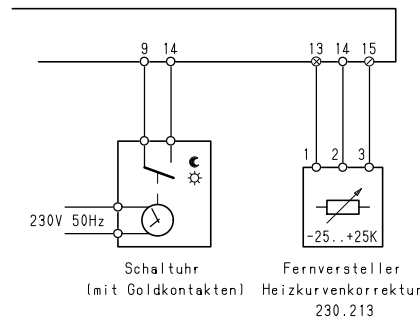 9 14 13 14 15
1 2 3
230V 50Hz
-25..+25K
Schaltuhr
(mit Goldkontakten)
Fernversteller
Heizkurvenkorrektur
230.213